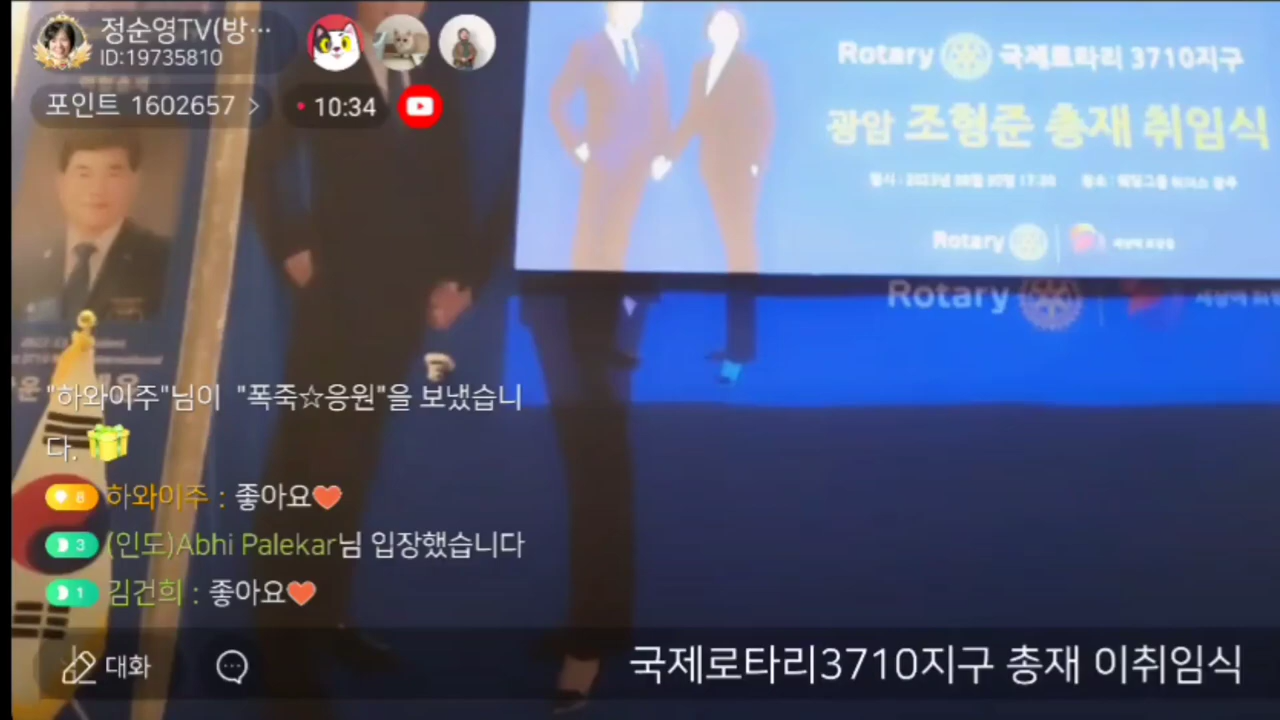 정순영TV(방…
ID:19735810
포인트 1602657 >
10:34
Rotary 국제로타리 3710지구
광암 조형준 총재 취임식
Rotary
Rotary
"하와이주"님이 "폭죽☆응원"을 보냈습니
다.
8 하와이주 : 좋아요
3 (인도)Abhi Palekar님 입장했습니다
1 김건희 : 좋아요
대화
국제로타리3710지구 총재 이취임식